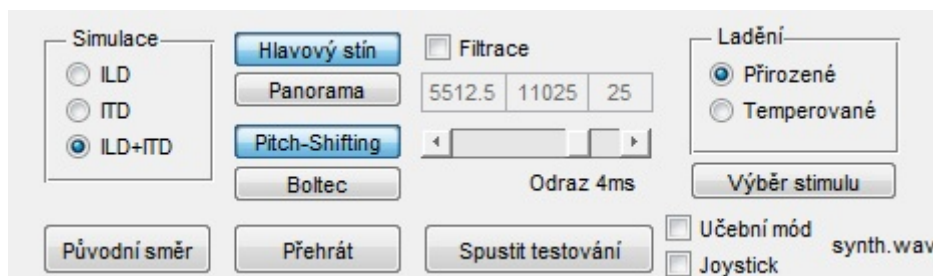 Simulace
ILD
ITD
ILD+ITD
Hlavový stín
Panorama
Pitch-Shifting
Boltec
Filtrace
5512.5 11025 25
Odraz 4ms
Ladění
Přirozené
Temperované
Výběr stimulu
Původní směr
Přehrát
Spustit testování
Učební mód
Joystick
synth.wav